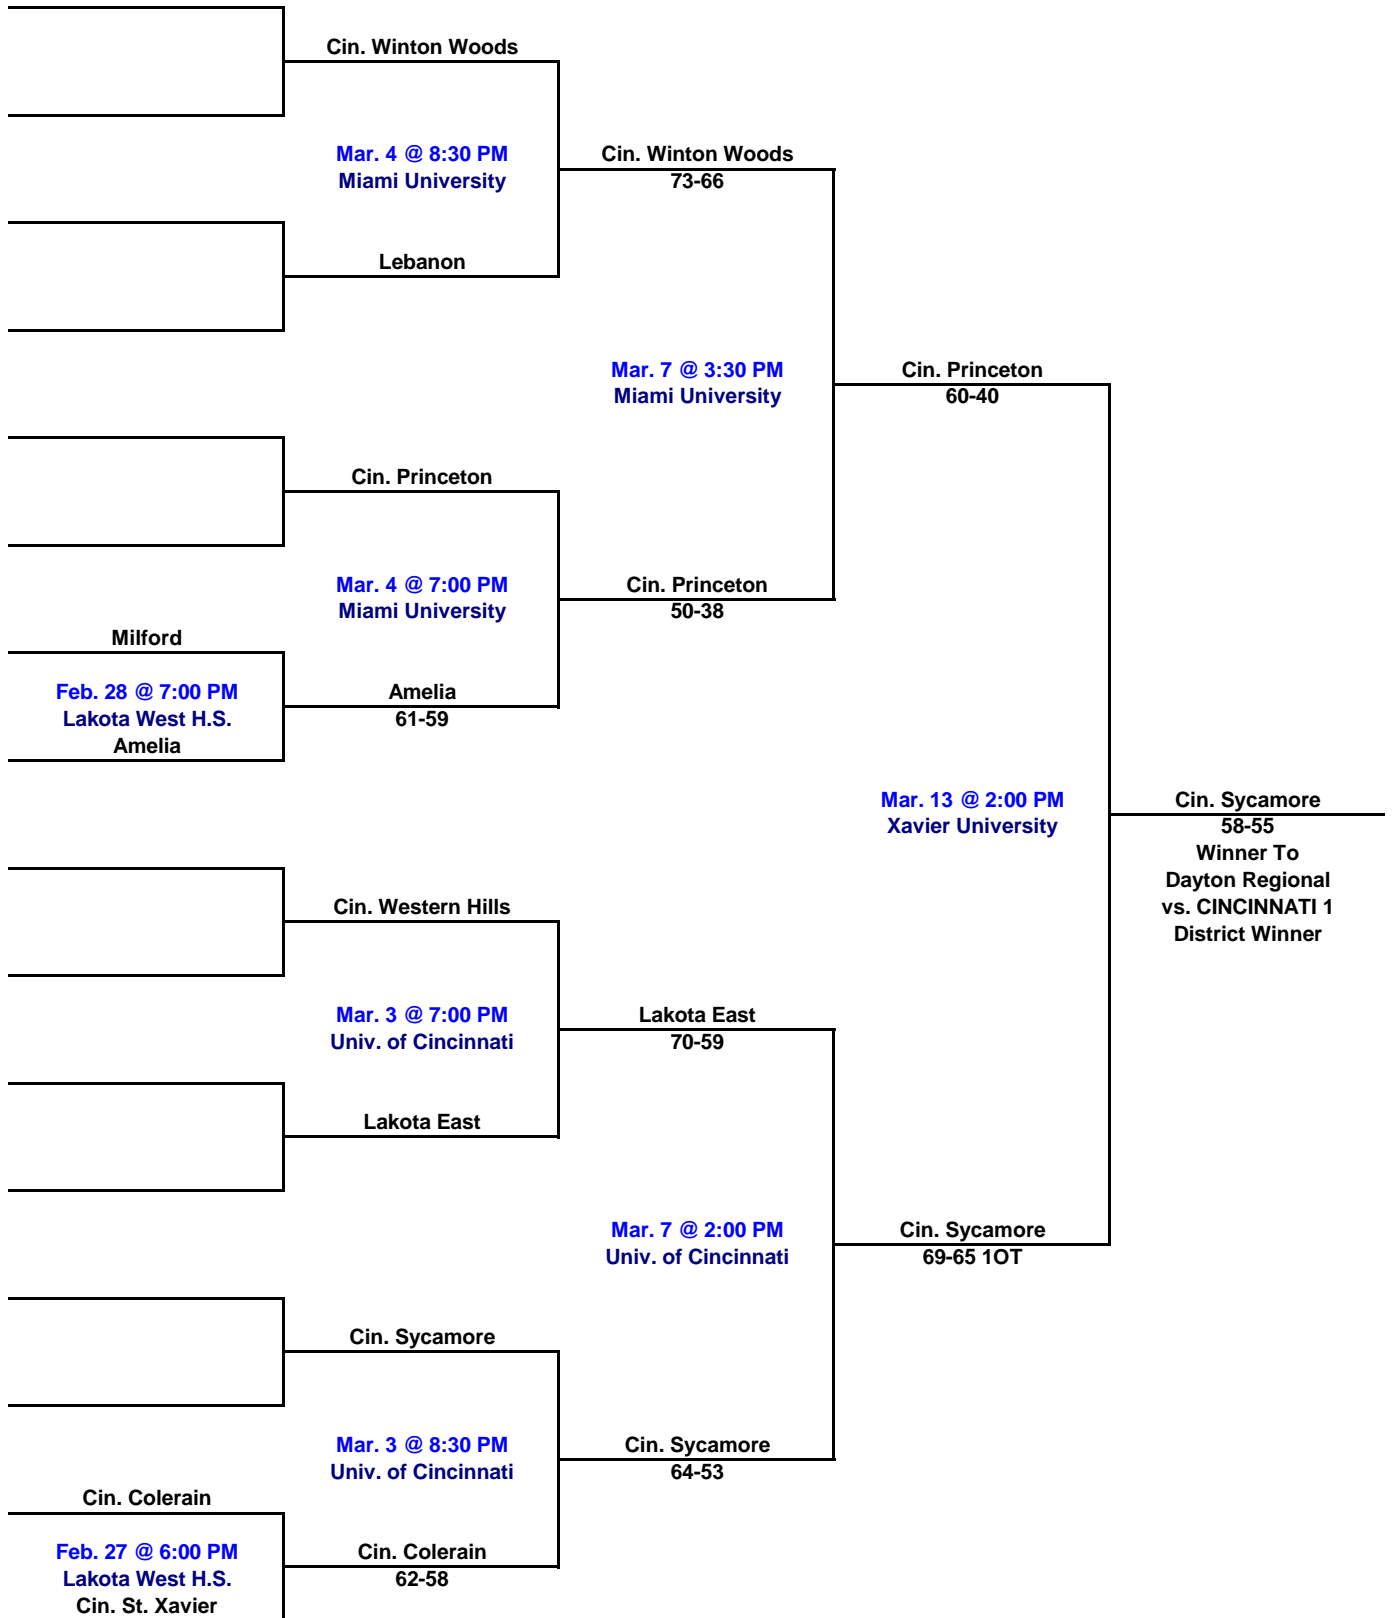 Cin. Winton Woods
Mar. 4 @ 8:30 PM
Miami University
Cin. Winton Woods
73-66
Lebanon
Mar. 7 @ 3:30 PM
Miami University
Cin. Princeton
60-40
Cin. Princeton
Mar. 4 @ 7:00 PM
Miami University
Cin. Princeton
50-38
Milford
Feb. 28 @ 7:00 PM
Lakota West H.S.
Amelia
Amelia
61-59
Mar. 13 @ 2:00 PM
Xavier University
Cin. Sycamore
58-55
Winner To
Dayton Regional
vs. CINCINNATI 1
District Winner
Cin. Western Hills
Mar. 3 @ 7:00 PM
Univ. of Cincinnati
Lakota East
70-59
Lakota East
Mar. 7 @ 2:00 PM
Univ. of Cincinnati
Cin. Sycamore
69-65 1OT
Cin. Sycamore
Mar. 3 @ 8:30 PM
Univ. of Cincinnati
Cin. Sycamore
64-53
Cin. Colerain
Feb. 27 @ 6:00 PM
Lakota West H.S.
Cin. St. Xavier
Cin. Colerain
62-58